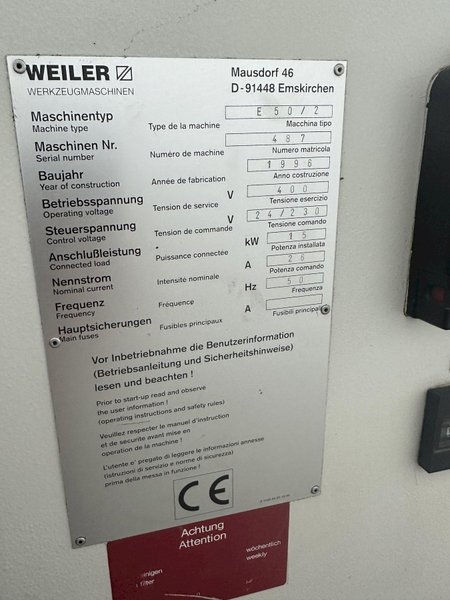 WEILER
WERKZEUGMASCHINEN
Mausdorf 46
D-91448 Emskirchen
Maschinentyp E 50/2
Machine type Type de la machine Macchina tipo
Maschinen Nr. 487
Serial number Numéro de machine Numero matricola
Baujahr 1996
Year of construction Année de fabrication Anno costruzione
Betriebsspannung V 400
Operating voltage Tension de service Tensione esercizio
Steuerspannung V 24/230
Control voltage Tension de commande Tensione comando
Anschlußleistung kW 15
Connected load Puissance connectée Potenza installata
Nennstrom A 26
Nominal current Intensité nominale Potenza comando
Frequenz Hz 50
Frequency Fréquence Frequenza
Hauptsicherungen A
Main fuses Fusibles principaux Fusibili principali
Vor Inbetriebnahme die Benutzerinformation
(Betriebsanleitung und Sicherheitshinweise)
lesen und beachten !
Prior to start-up read and observe
the user information !
(operating instructions and safety rules)
Veuillez respecter le manuel d'instruction
et de securité avant mise en
operation de la machine !
L'utente e' pregato di leggere le informazioni annesse
(istruzioni di servizio e norme di sicurezza)
prima della messa in funzione !
CE
Achtung
Attention
wöchentlich
weekly
filter